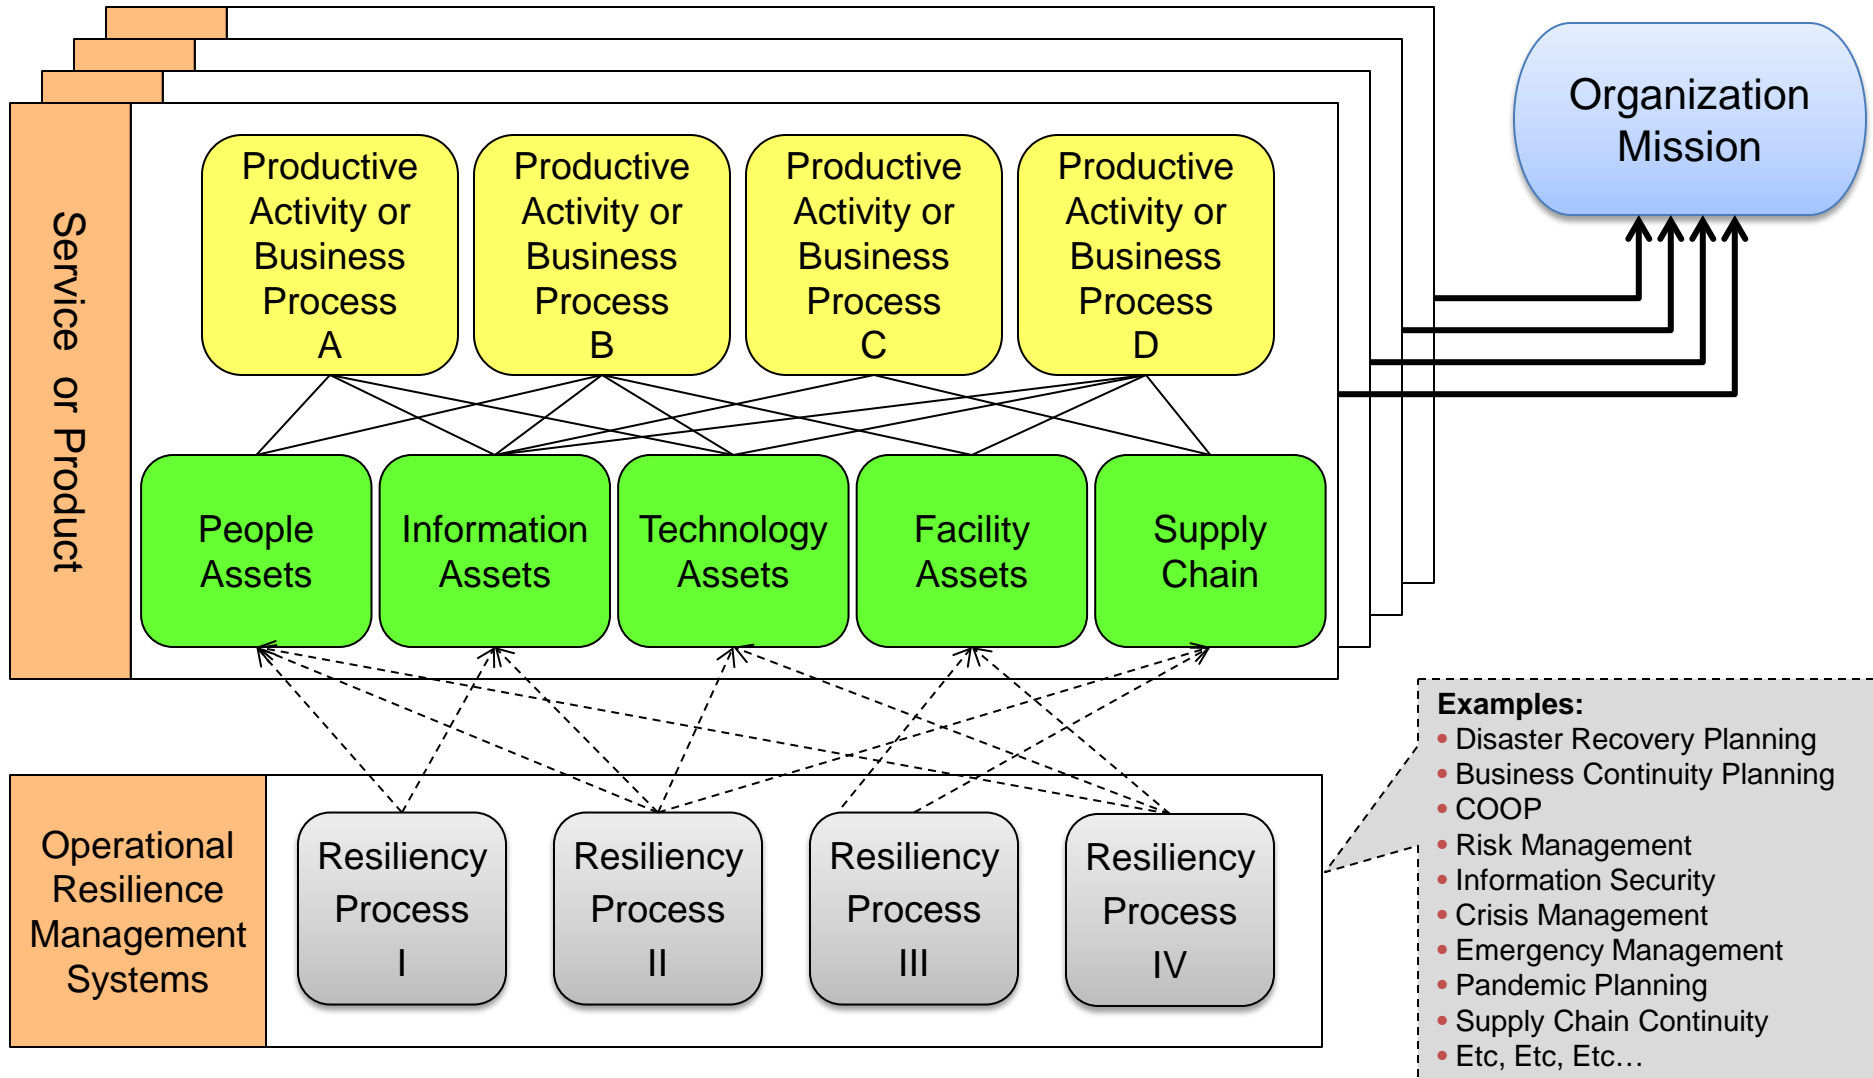 Organization
Mission
Service or Product
Productive
Activity or
Business
Process
A
Productive
Activity or
Business
Process
B
Productive
Activity or
Business
Process
C
Productive
Activity or
Business
Process
D
People
Assets
Information
Assets
Technology
Assets
Facility
Assets
Supply
Chain
Operational
Resilience
Management
Systems
Resiliency
Process
I
Resiliency
Process
II
Resiliency
Process
III
Resiliency
Process
IV
Examples:
• Disaster Recovery Planning
• Business Continuity Planning
• COOP
• Risk Management
• Information Security
• Crisis Management
• Emergency Management
• Pandemic Planning
• Supply Chain Continuity
• Etc, Etc, Etc…